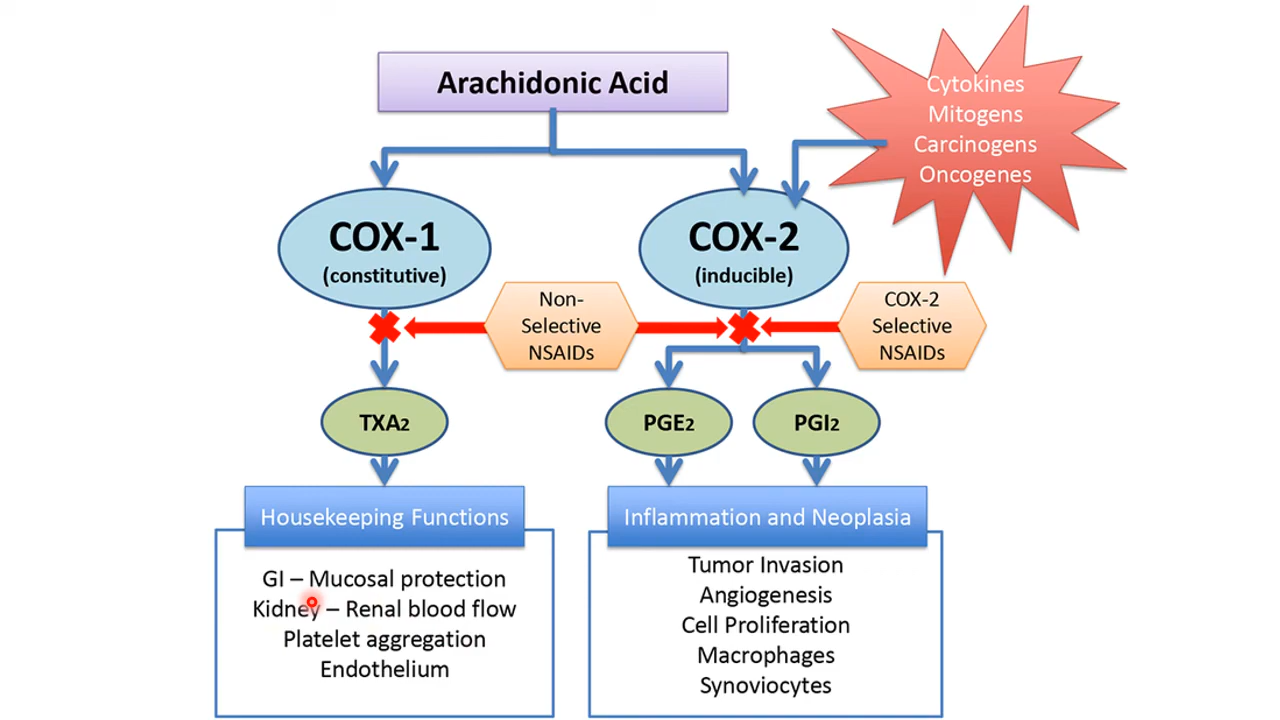 Arachidonic Acid
Cytokines
Mitogens
Carcinogens
Oncogenes
COX-1
(constitutive)
COX-2
(inducible)
Non-
Selective
NSAIDs
COX-2
Selective
NSAIDs
TXA2
PGE2
PGI2
Housekeeping Functions
GI – Mucosal protection
Kidney – Renal blood flow
Platelet aggregation
Endothelium
Inflammation and Neoplasia
Tumor Invasion
Angiogenesis
Cell Proliferation
Macrophages
Synoviocytes